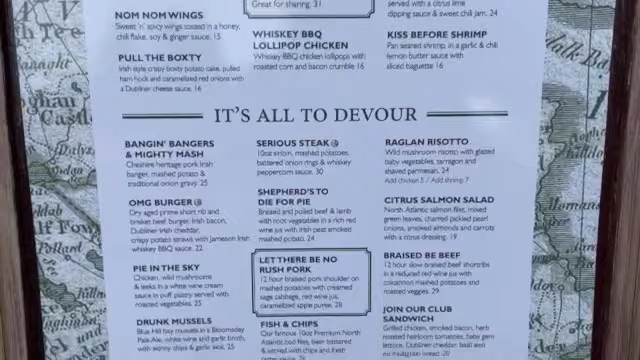 Great for sharing. 31
served with a citrus lime
dipping sauce & sweet chili jam. 24
NOM NOM WINGS
Sweet 'n' spicy wings tossed in a honey,
chili flake, soy & ginger sauce. 15
PULL THE BOXTY
Irish style crispy boxty potato cake, pulled
ham hock and caramelized red onions with
a Dubliner cheese sauce. 16
WHISKEY BBQ
LOLLIPOP CHICKEN
Whiskey BBQ chicken lollipops with
roasted corn and bacon crumble 16
KISS BEFORE SHRIMP
Pan seared shrimp, in a garlic & chili
lemon butter sauce with
sliced baguette 16
IT'S ALL TO DEVOUR
BANGIN' BANGERS
& MIGHTY MASH
Cheshire heritage pork Irish
banger, mashed potato &
traditional onion gravy. 25
OMG BURGER
Dry aged prime short rib and
brisket beef burger, Irish bacon,
Dubliner Irish cheddar,
crispy potato straws with Jameson Irish
whiskey BBQ sauce. 22
PIE IN THE SKY
Chicken, wild mushrooms
& leeks in a white wine cream
sauce in puff pastry served with
roasted vegetables. 25
DRUNK MUSSELS
Blue Hill bay mussels in a Bloomsday
Pale Ale, white wine and garlic broth,
with skinny chips & garlic aioli. 25
SERIOUS STEAK
10oz sirloin, mashed potatoes,
battered onion rings & whiskey
peppercorn sauce. 30
SHEPHERD'S TO
DIE FOR PIE
Braised and pulled beef & lamb
with root vegetables in a rich red
wine jus with Irish peat smoked
mashed potato. 24
LET THERE BE NO
RUSH PORK
12 hour braised pork shoulder on
mashed potatoes with creamed
sage cabbage, red wine jus,
caramelized apple purée. 28
FISH & CHIPS
Our famous 10oz Premium North
Atlantic cod filet, beer battered
& served with chips and fresh
RAGLAN RISOTTO
Wild mushroom risotto with glazed
baby vegetables, tarragon and
shaved parmesan. 24
Add chicken 5 / Add shrimp 7
CITRUS SALMON SALAD
North Atlantic salmon filet, mixed
green leaves, charred pickled pearl
onions, smoked almonds and carrots
with a citrus dressing. 19
BRAISED BE BEEF
12 hour slow braised beef short ribs
in a reduced red wine jus with
colcannon mashed potatoes and
roasted veggies. 29
JOIN OUR CLUB
SANDWICH
Grilled chicken, smoked bacon, herb
roasted heirloom tomatoes, baby gem
lettuce, Dubliner cheddar, basil aioli
on multigrain bread. 20